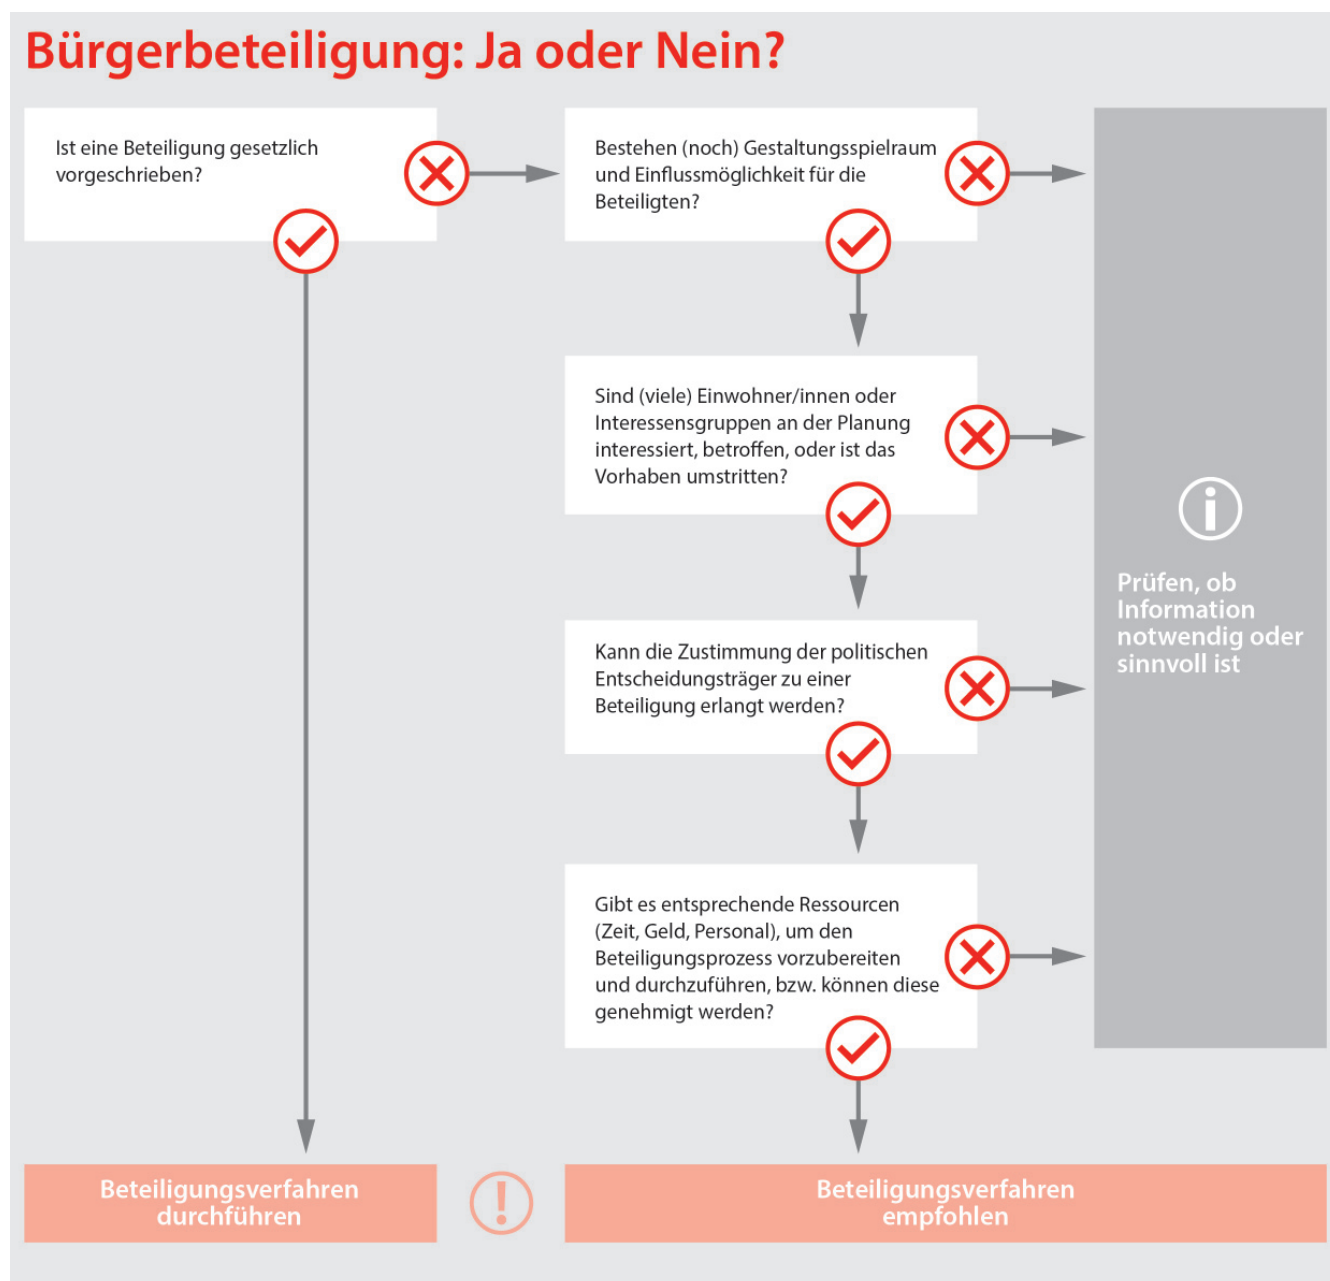 Bürgerbeteiligung: Ja oder Nein?
Ist eine Beteiligung gesetzlich
vorgeschrieben?
Bestehen (noch) Gestaltungsspielraum
und Einflussmöglichkeit für die
Beteiligten?
Sind (viele) Einwohner/innen oder
Interessensgruppen an der Planung
interessiert, betroffen, oder ist das
Vorhaben umstritten?
Kann die Zustimmung der politischen
Entscheidungsträger zu einer
Beteiligung erlangt werden?
Gibt es entsprechende Ressourcen
(Zeit, Geld, Personal), um den
Beteiligungsprozess vorzubereiten
und durchzuführen, bzw. können diese
genehmigt werden?
Prüfen, ob
Information
notwendig oder
sinnvoll ist
Beteiligungsverfahren
durchführen
Beteiligungsverfahren
empfohlen